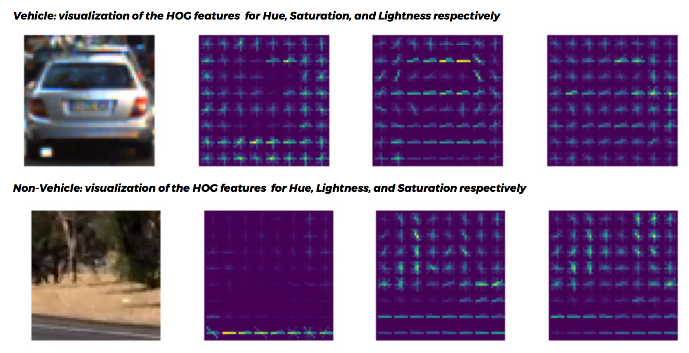 Vehicle: visualization of the HOG features for Hue, Saturation, and Lightness respectively
Non-Vehicle: visualization of the HOG features for Hue, Lightness, and Saturation respectively